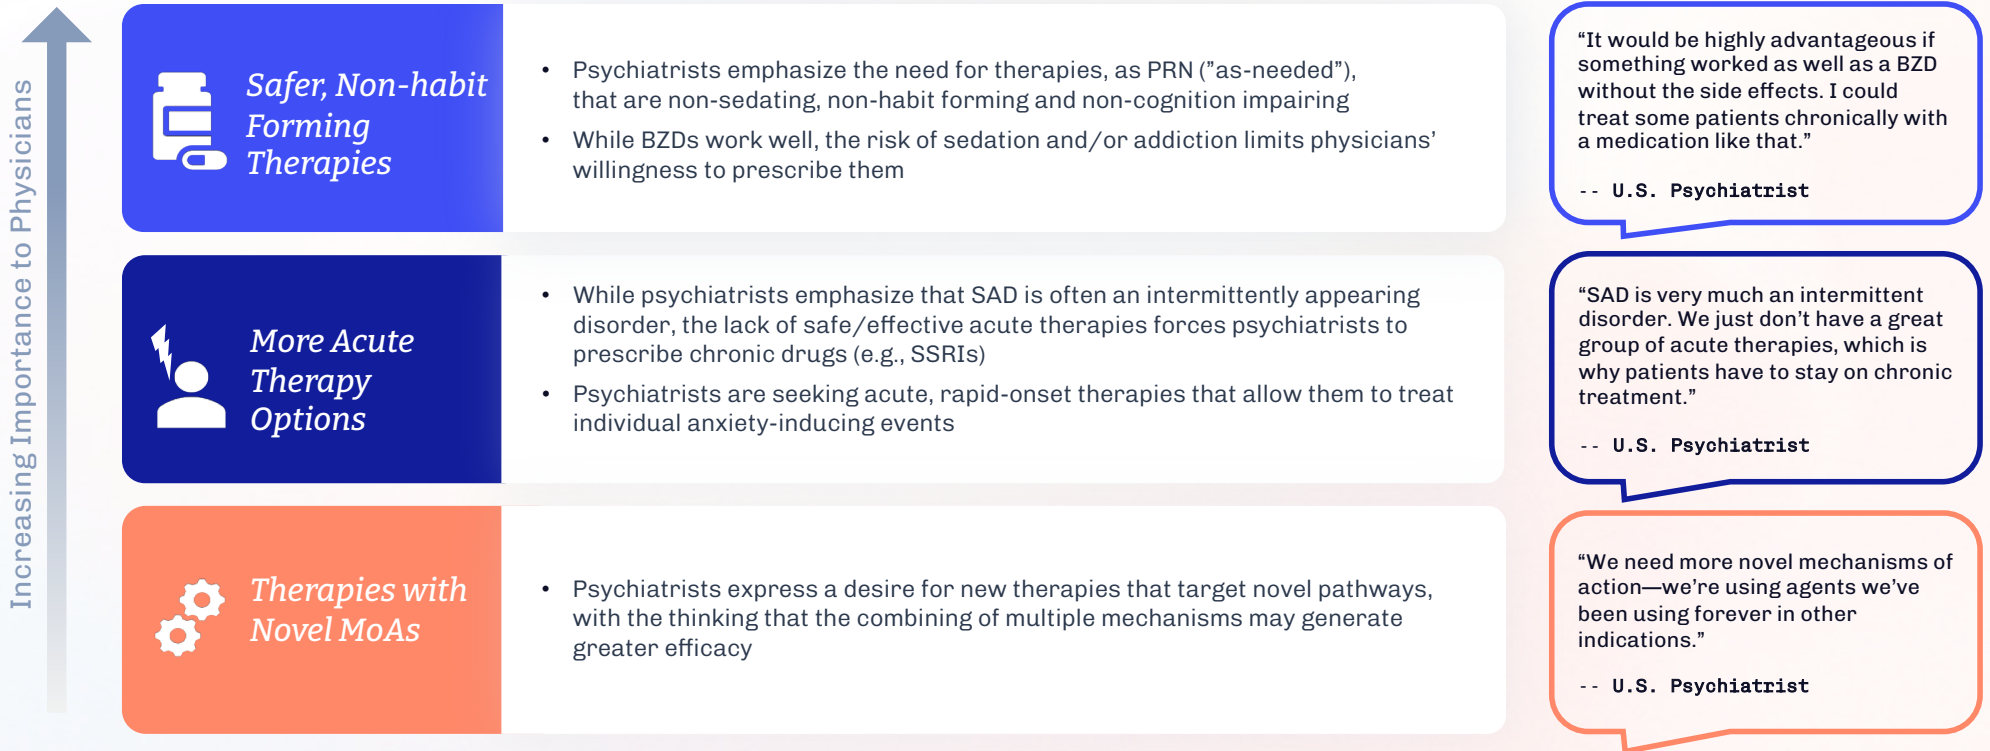 Increasing Importance to Physicians
Safer, Non-habit
Forming
Therapies
• Psychiatrists emphasize the need for therapies, as PRN (”as-needed”),
that are non-sedating, non-habit forming and non-cognition impairing
• While BZDs work well, the risk of sedation and/or addiction limits physicians’
willingness to prescribe them
“It would be highly advantageous if
something worked as well as a BZD
without the side effects. I could
treat some patients chronically with
a medication like that.”
-- U.S. Psychiatrist
More Acute
Therapy
Options
• While psychiatrists emphasize that SAD is often an intermittently appearing
disorder, the lack of safe/effective acute therapies forces psychiatrists to
prescribe chronic drugs (e.g., SSRIs)
• Psychiatrists are seeking acute, rapid-onset therapies that allow them to treat
individual anxiety-inducing events
“SAD is very much an intermittent
disorder. We just don’t have a great
group of acute therapies, which is
why patients have to stay on chronic
treatment.”
-- U.S. Psychiatrist
Therapies with
Novel MoAs
• Psychiatrists express a desire for new therapies that target novel pathways,
with the thinking that the combining of multiple mechanisms may generate
greater efficacy
“We need more novel mechanisms of
action—we’re using agents we’ve
been using forever in other
indications.”
-- U.S. Psychiatrist